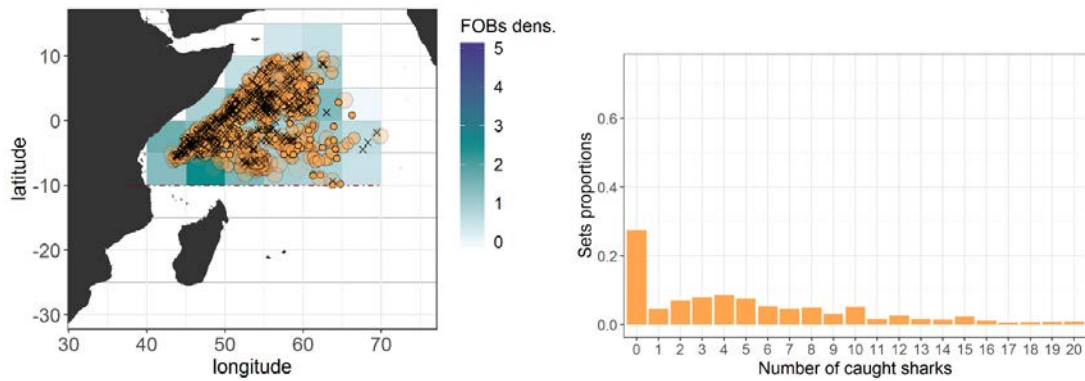 FOBs dens.
5
4
3
2
1
0
latitude
10
0
-10
-20
-30
30 40 50 60 70
longitude
Sets proportions
0.6
0.4
0.2
0.0
0 1 2 3 4 5 6 7 8 9 10 11 12 13 14 15 16 17 18 19 20
Number of caught sharks